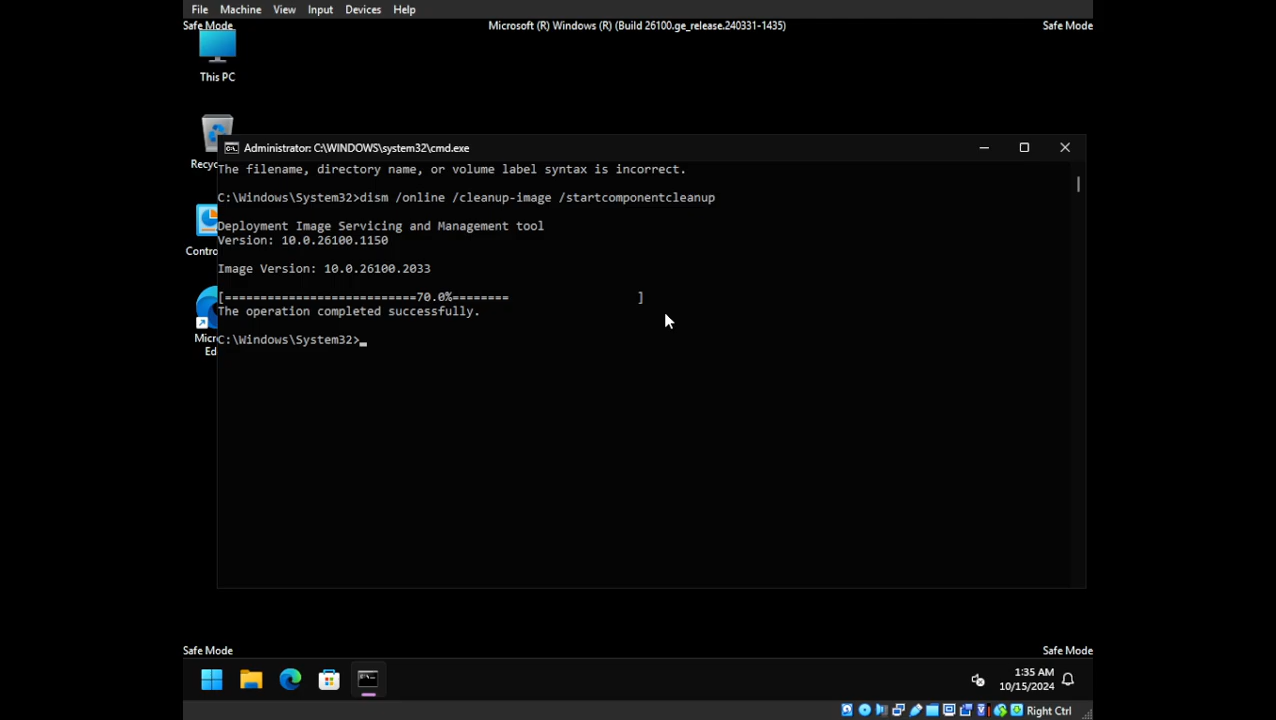 File Machine View Input Devices Help
Safe Mode Microsoft (R) Windows (R) (Build 26100.ge_release.240331-1435) Safe Mode
This PC
Recyc
Contro
Micr
Ed
Administrator: C:\WINDOWS\system32\cmd.exe
The filename, directory name, or volume label syntax is incorrect.
C:\Windows\System32>dism /online /cleanup-image /startcomponentcleanup
Deployment Image Servicing and Management tool
Version: 10.0.26100.1150
Image Version: 10.0.26100.2033
[===========================70.0%======== ]
The operation completed successfully.
C:\Windows\System32>
Safe Mode Safe Mode
1:35 AM
10/15/2024
Right Ctrl